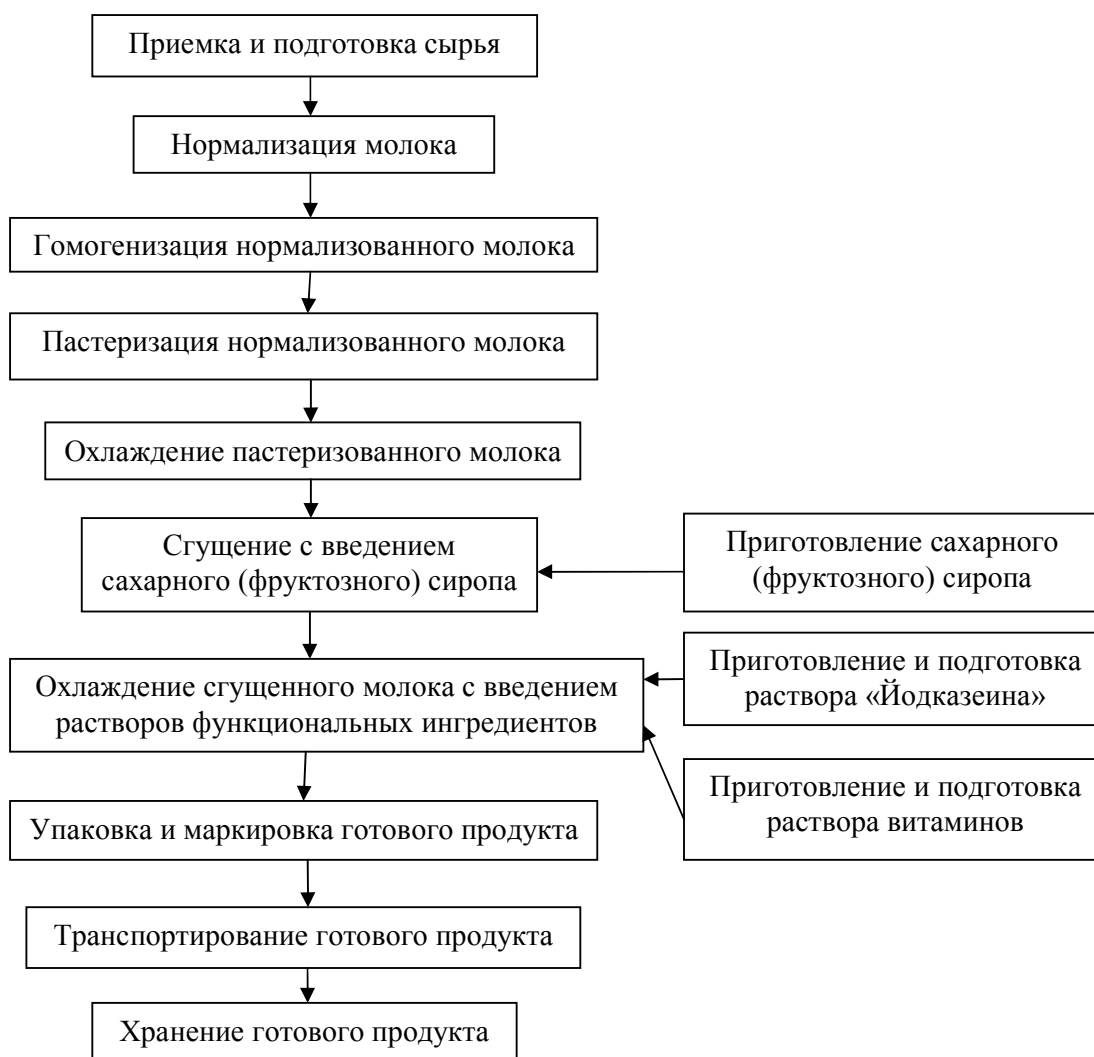 Приемка и подготовка сырья
Нормализация молока
Гомогенизация нормализованного молока
Пастеризация нормализованного молока
Охлаждение пастеризованного молока
Сгущение с введением
сахарного (фруктозного) сиропа
Приготовление сахарного
(фруктозного) сиропа
Охлаждение сгущенного молока с введением
растворов функциональных ингредиентов
Приготовление и подготовка
раствора «Йодказеина»
Приготовление и подготовка
раствора витаминов
Упаковка и маркировка готового продукта
Транспортирование готового продукта
Хранение готового продукта